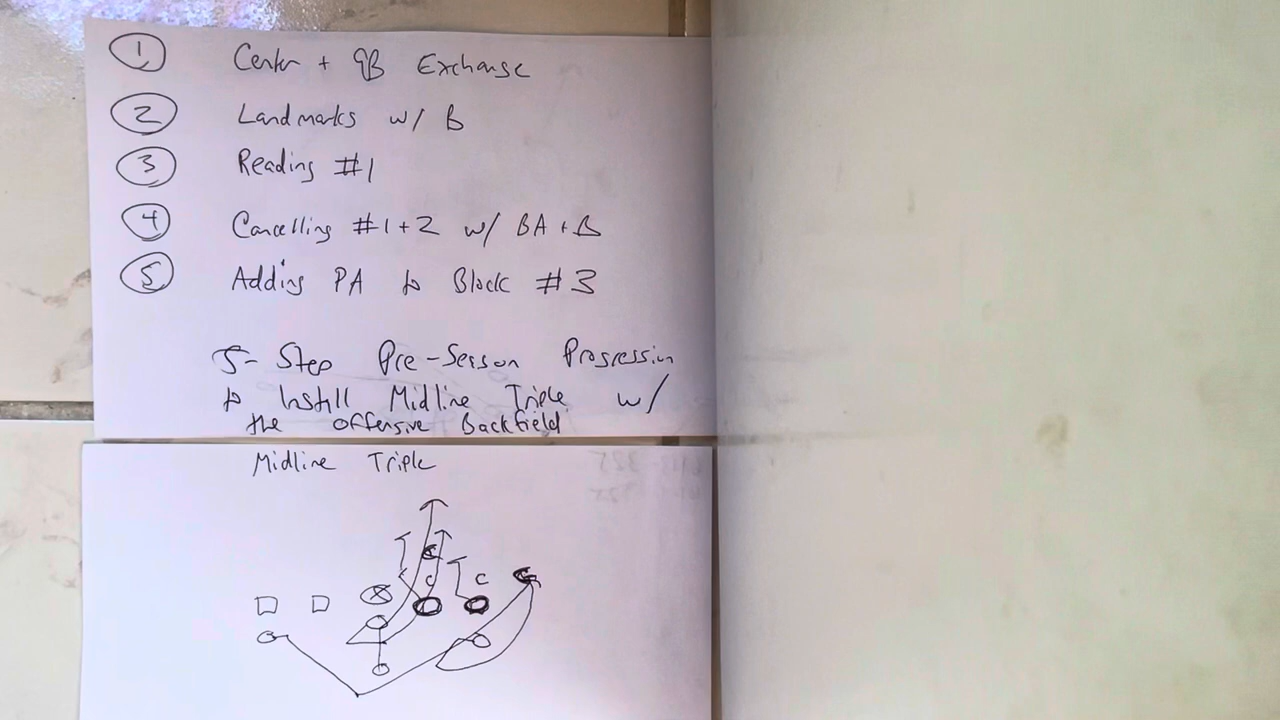 1 Center + QB Exchange
2 Landmarks w/ B
3 Reading #1
4 Cancelling #1+2 w/ BA + B
5 Adding PA to Block #3
5-Step Pre-Season Progression
to Install Midline Triple w/
the offensive Backfield
Midline Triple
C C